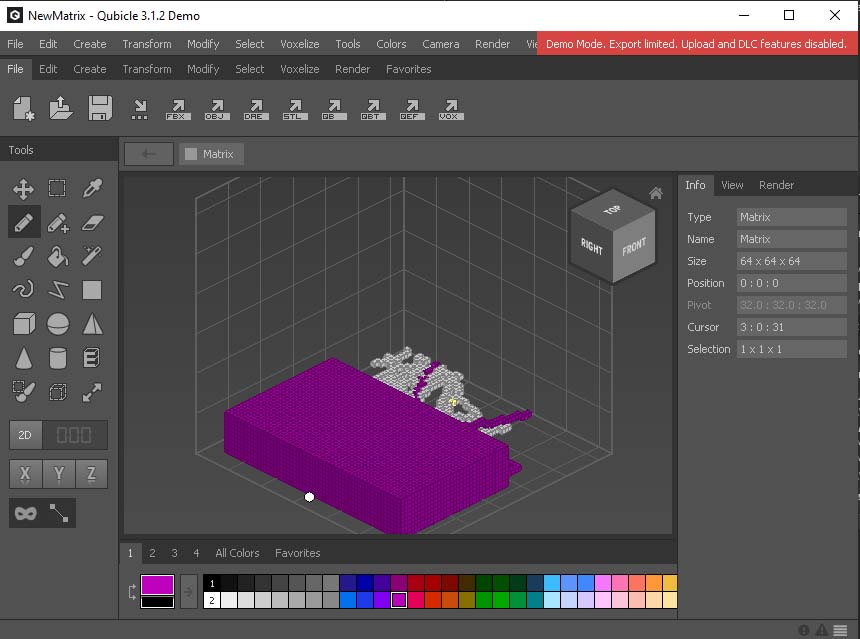 NewMatrix - Qubicle 3.1.2 Demo
File Edit Create Transform Modify Select Voxelize Tools Colors Camera Render Vi Demo Mode. Export limited. Upload and DLC features disabled.
File Edit Create Transform Modify Select Voxelize Render Favorites
FBX OBJ DAE STL QB QBT QEF VOX
Tools
Matrix
Info View Render
Type Matrix
Name Matrix
Size 64 x 64 x 64
Position 0 : 0 : 0
Pivot 32.0 : 32.0 : 32.0
Cursor 3 : 0 : 31
Selection 1 x 1 x 1
TOP
RIGHT FRONT
2D
X Y Z
1 2 3 4 All Colors Favorites
1
2